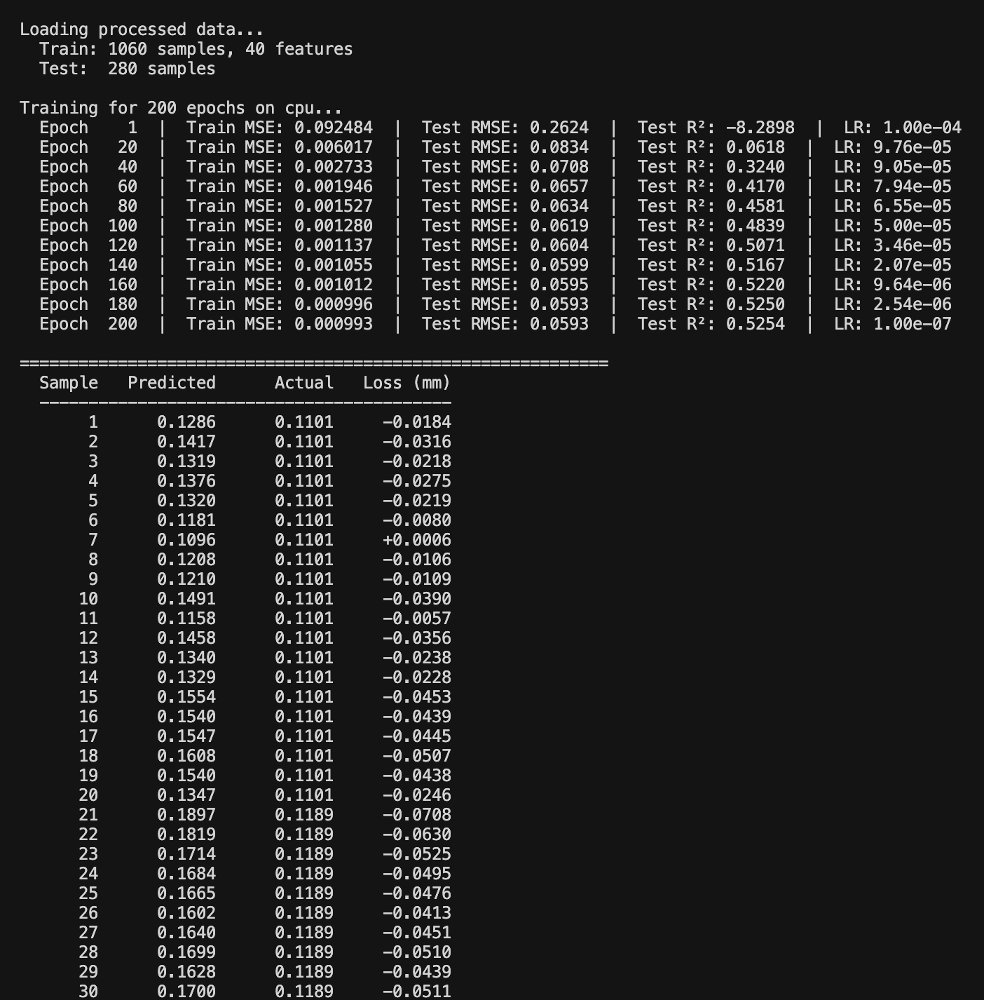 Loading processed data...
  Train: 1060 samples, 40 features
  Test:  280 samples

Training for 200 epochs on cpu...
  Epoch    1  |  Train MSE: 0.092484  |  Test RMSE: 0.2624  |  Test R²: -8.2898  |  LR: 1.00e-04
  Epoch   20  |  Train MSE: 0.006017  |  Test RMSE: 0.0834  |  Test R²: 0.0618  |  LR: 9.76e-05
  Epoch   40  |  Train MSE: 0.002733  |  Test RMSE: 0.0708  |  Test R²: 0.3240  |  LR: 9.05e-05
  Epoch   60  |  Train MSE: 0.001946  |  Test RMSE: 0.0657  |  Test R²: 0.4170  |  LR: 7.94e-05
  Epoch   80  |  Train MSE: 0.001527  |  Test RMSE: 0.0634  |  Test R²: 0.4581  |  LR: 6.55e-05
  Epoch  100  |  Train MSE: 0.001280  |  Test RMSE: 0.0619  |  Test R²: 0.4839  |  LR: 5.00e-05
  Epoch  120  |  Train MSE: 0.001137  |  Test RMSE: 0.0604  |  Test R²: 0.5071  |  LR: 3.46e-05
  Epoch  140  |  Train MSE: 0.001055  |  Test RMSE: 0.0599  |  Test R²: 0.5167  |  LR: 2.07e-05
  Epoch  160  |  Train MSE: 0.001012  |  Test RMSE: 0.0595  |  Test R²: 0.5220  |  LR: 9.64e-06
  Epoch  180  |  Train MSE: 0.000996  |  Test RMSE: 0.0593  |  Test R²: 0.5250  |  LR: 2.54e-06
  Epoch  200  |  Train MSE: 0.000993  |  Test RMSE: 0.0593  |  Test R²: 0.5254  |  LR: 1.00e-07

============================================================
  Sample   Predicted      Actual   Loss (mm)
  ------------------------------------------
       1      0.1286      0.1101     -0.0184
       2      0.1417      0.1101     -0.0316
       3      0.1319      0.1101     -0.0218
       4      0.1376      0.1101     -0.0275
       5      0.1320      0.1101     -0.0219
       6      0.1181      0.1101     -0.0080
       7      0.1096      0.1101     +0.0006
       8      0.1208      0.1101     -0.0106
       9      0.1210      0.1101     -0.0109
      10      0.1491      0.1101     -0.0390
      11      0.1158      0.1101     -0.0057
      12      0.1458      0.1101     -0.0356
      13      0.1340      0.1101     -0.0238
      14      0.1329      0.1101     -0.0228
      15      0.1554      0.1101     -0.0453
      16      0.1540      0.1101     -0.0439
      17      0.1547      0.1101     -0.0445
      18      0.1608      0.1101     -0.0507
      19      0.1540      0.1101     -0.0438
      20      0.1347      0.1101     -0.0246
      21      0.1897      0.1189     -0.0708
      22      0.1819      0.1189     -0.0630
      23      0.1714      0.1189     -0.0525
      24      0.1684      0.1189     -0.0495
      25      0.1665      0.1189     -0.0476
      26      0.1602      0.1189     -0.0413
      27      0.1640      0.1189     -0.0451
      28      0.1699      0.1189     -0.0510
      29      0.1628      0.1189     -0.0439
      30      0.1700      0.1189     -0.0511